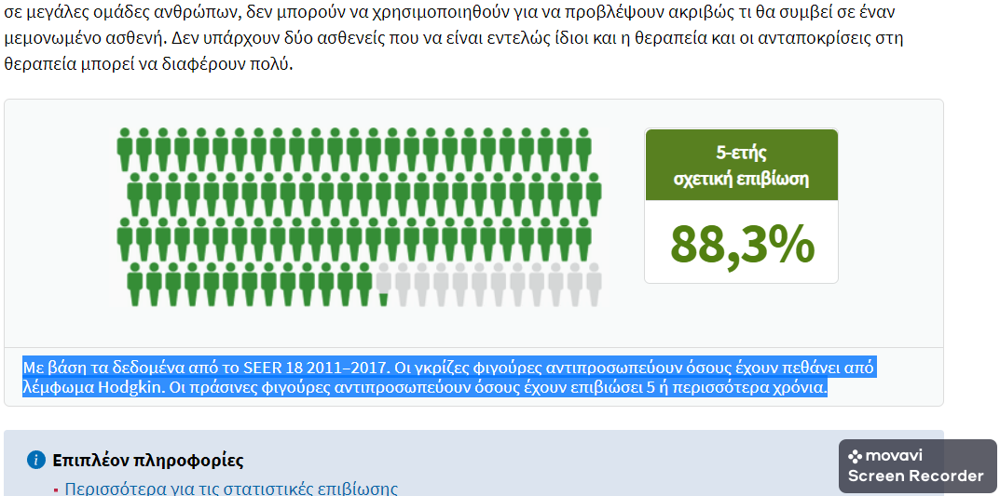 σε μεγάλες ομάδες ανθρώπων, δεν μπορούν να χρησιμοποιηθούν για να προβλέψουν ακριβώς τι θα συμβεί σε έναν
μεμονωμένο ασθενή. Δεν υπάρχουν δύο ασθενείς που να είναι εντελώς ίδιοι και η θεραπεία και οι ανταποκρίσεις στη
θεραπεία μπορεί να διαφέρουν πολύ.
5-ετής
σχετική επιβίωση
88,3%
Με βάση τα δεδομένα από το SEER 18 2011–2017. Οι γκρίζες φιγούρες αντιπροσωπεύουν όσους έχουν πεθάνει από
λέμφωμα Hodgkin. Οι πράσινες φιγούρες αντιπροσωπεύουν όσους έχουν επιβιώσει 5 ή περισσότερα χρόνια.
i Επιπλέον πληροφορίες
▪ Περισσότερα για τις στατιστικές επιβίωσης
movavi
Screen Recorder